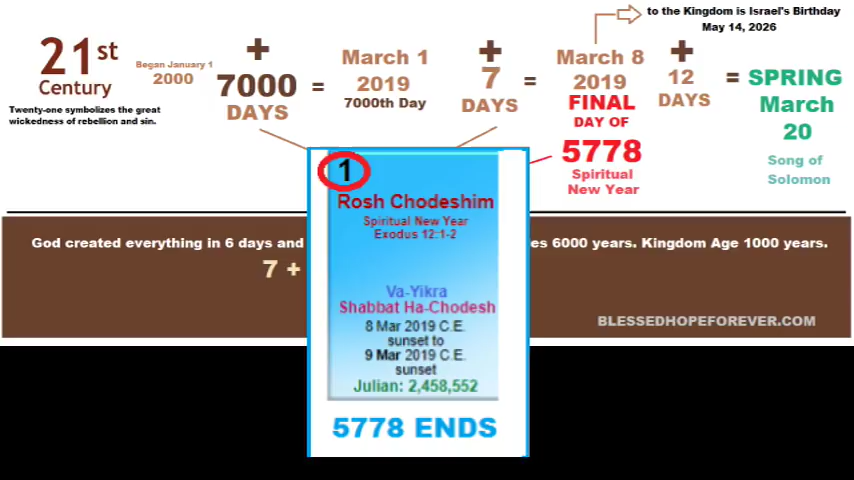 to the Kingdom is Israel's Birthday
May 14, 2026
21st
Century
Began January 1
2000
Twenty-one symbolizes the great
wickedness of rebellion and sin.
+
7000
DAYS
=
March 1
2019
7000th Day
+
7
DAYS
=
March 8
2019
FINAL
DAY OF
5778
Spiritual
New Year
+
12
DAYS
=
SPRING
March
20
Song of
Solomon
1
Rosh Chodeshim
Spiritual New Year
Exodus 12:1-2
Va-Yikra
Shabbat Ha-Chodesh
8 Mar 2019 C.E.
sunset to
9 Mar 2019 C.E.
sunset
Julian: 2,458,552
5778 ENDS
God created everything in 6 days and
es 6000 years. Kingdom Age 1000 years.
7 +
BLESSEDHOPEFOREVER.COM